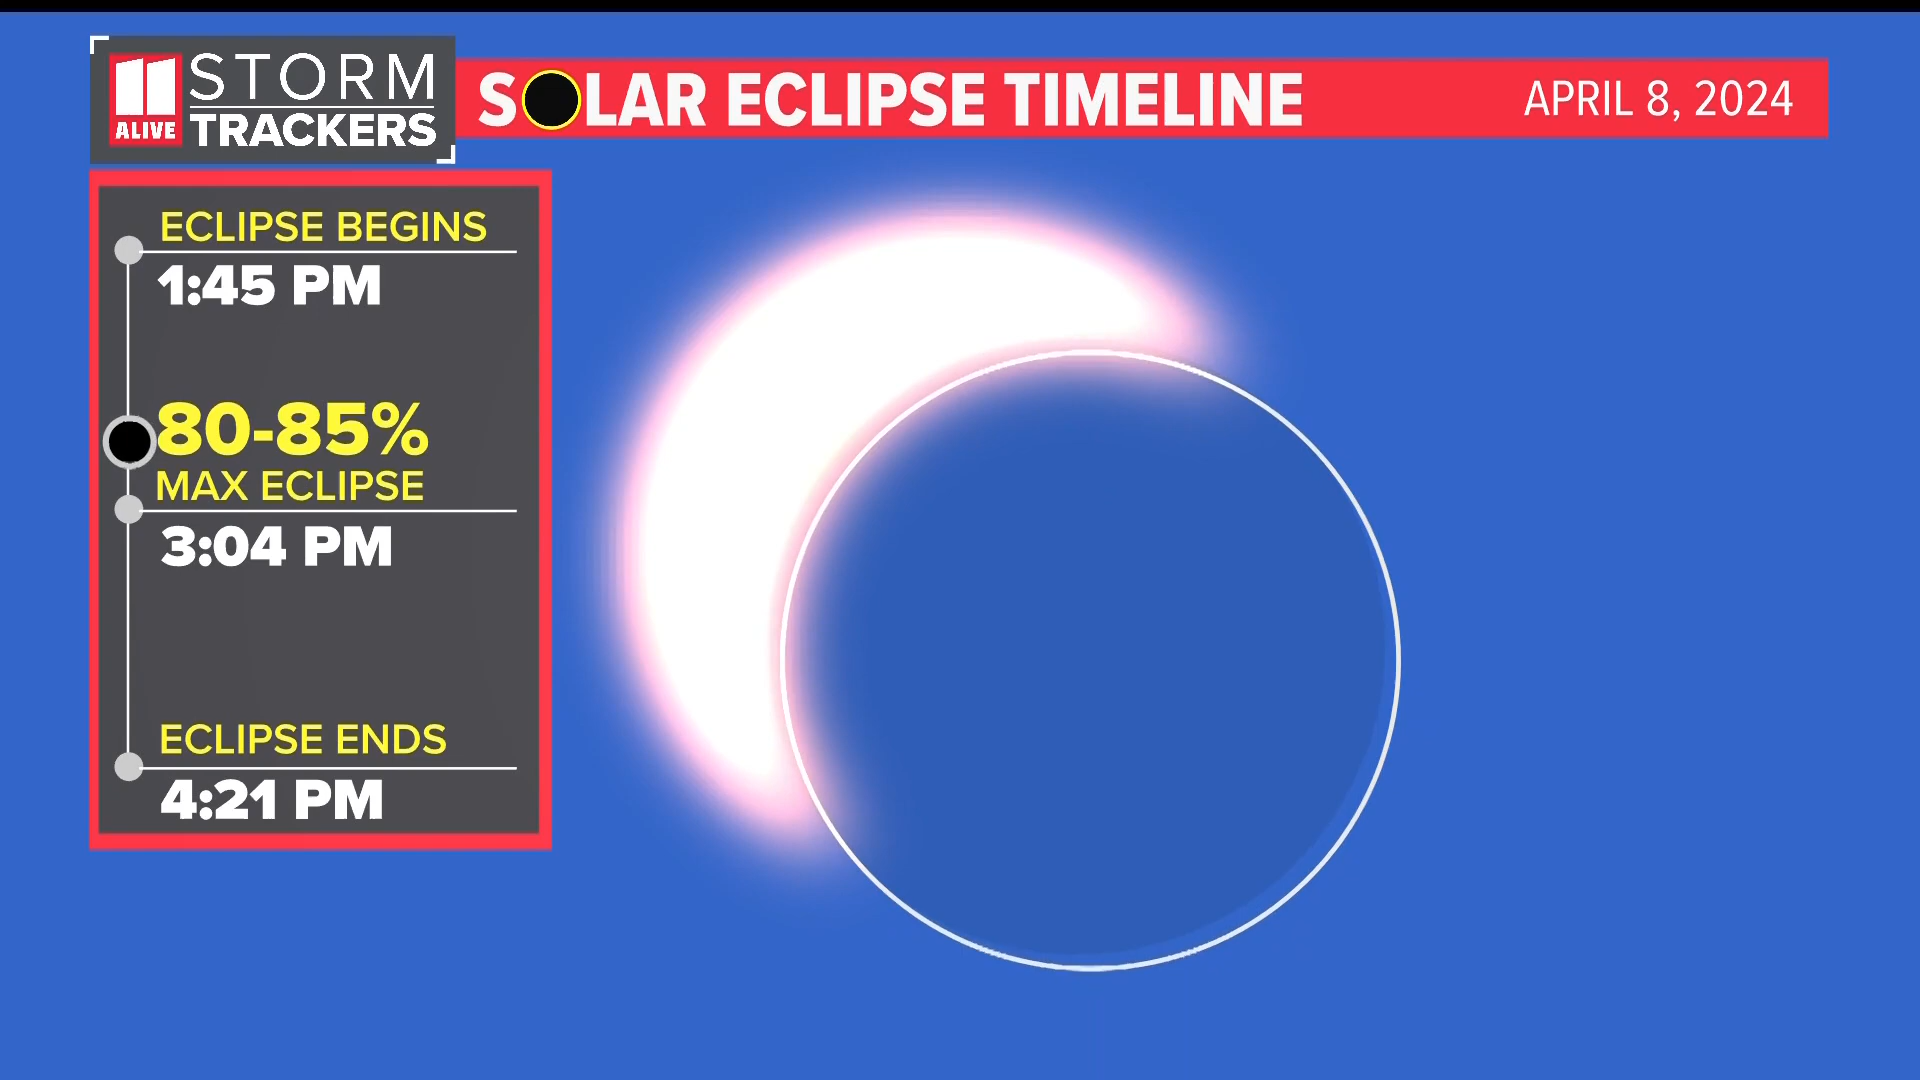 11 ALIVE
STORM
TRACKERS
SOLAR ECLIPSE TIMELINE
APRIL 8, 2024
ECLIPSE BEGINS
1:45 PM
80-85%
MAX ECLIPSE
3:04 PM
ECLIPSE ENDS
4:21 PM